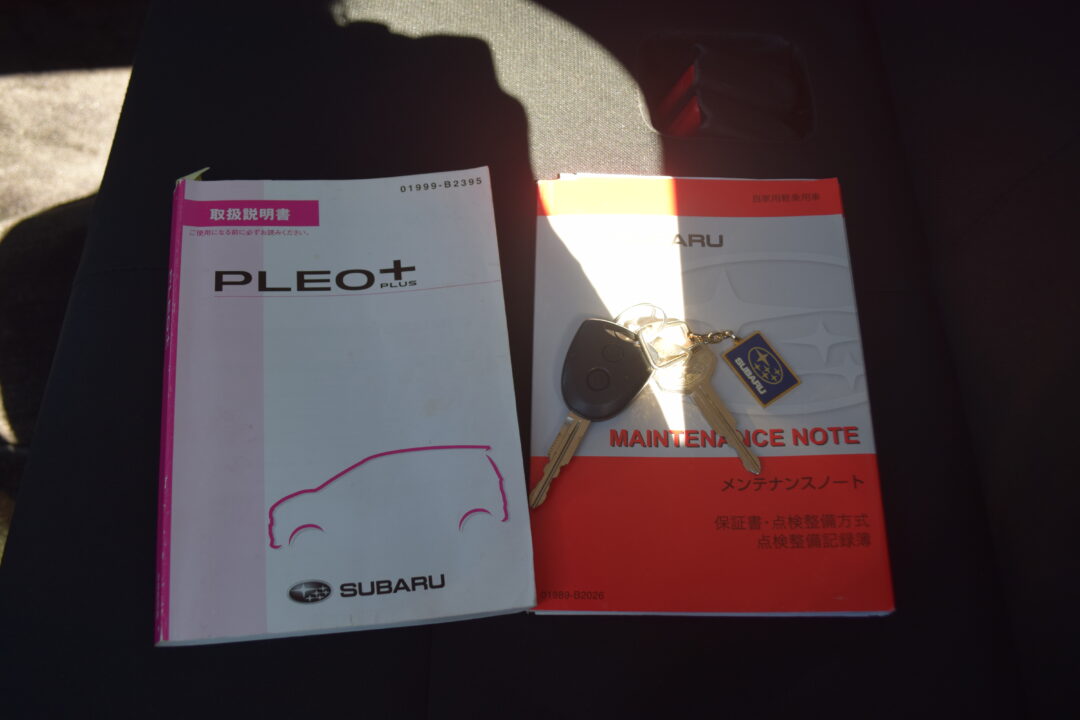 01999-B2395
取扱説明書
ご使用になる前に必ずお読みください。
PLEO+
PLUS
SUBARU
自家用軽乗用車
ARU
SUBARU
MAINTENANCE NOTE
メンテナンスノート
保証書・点検整備方式
点検整備記録簿
01989-B2026